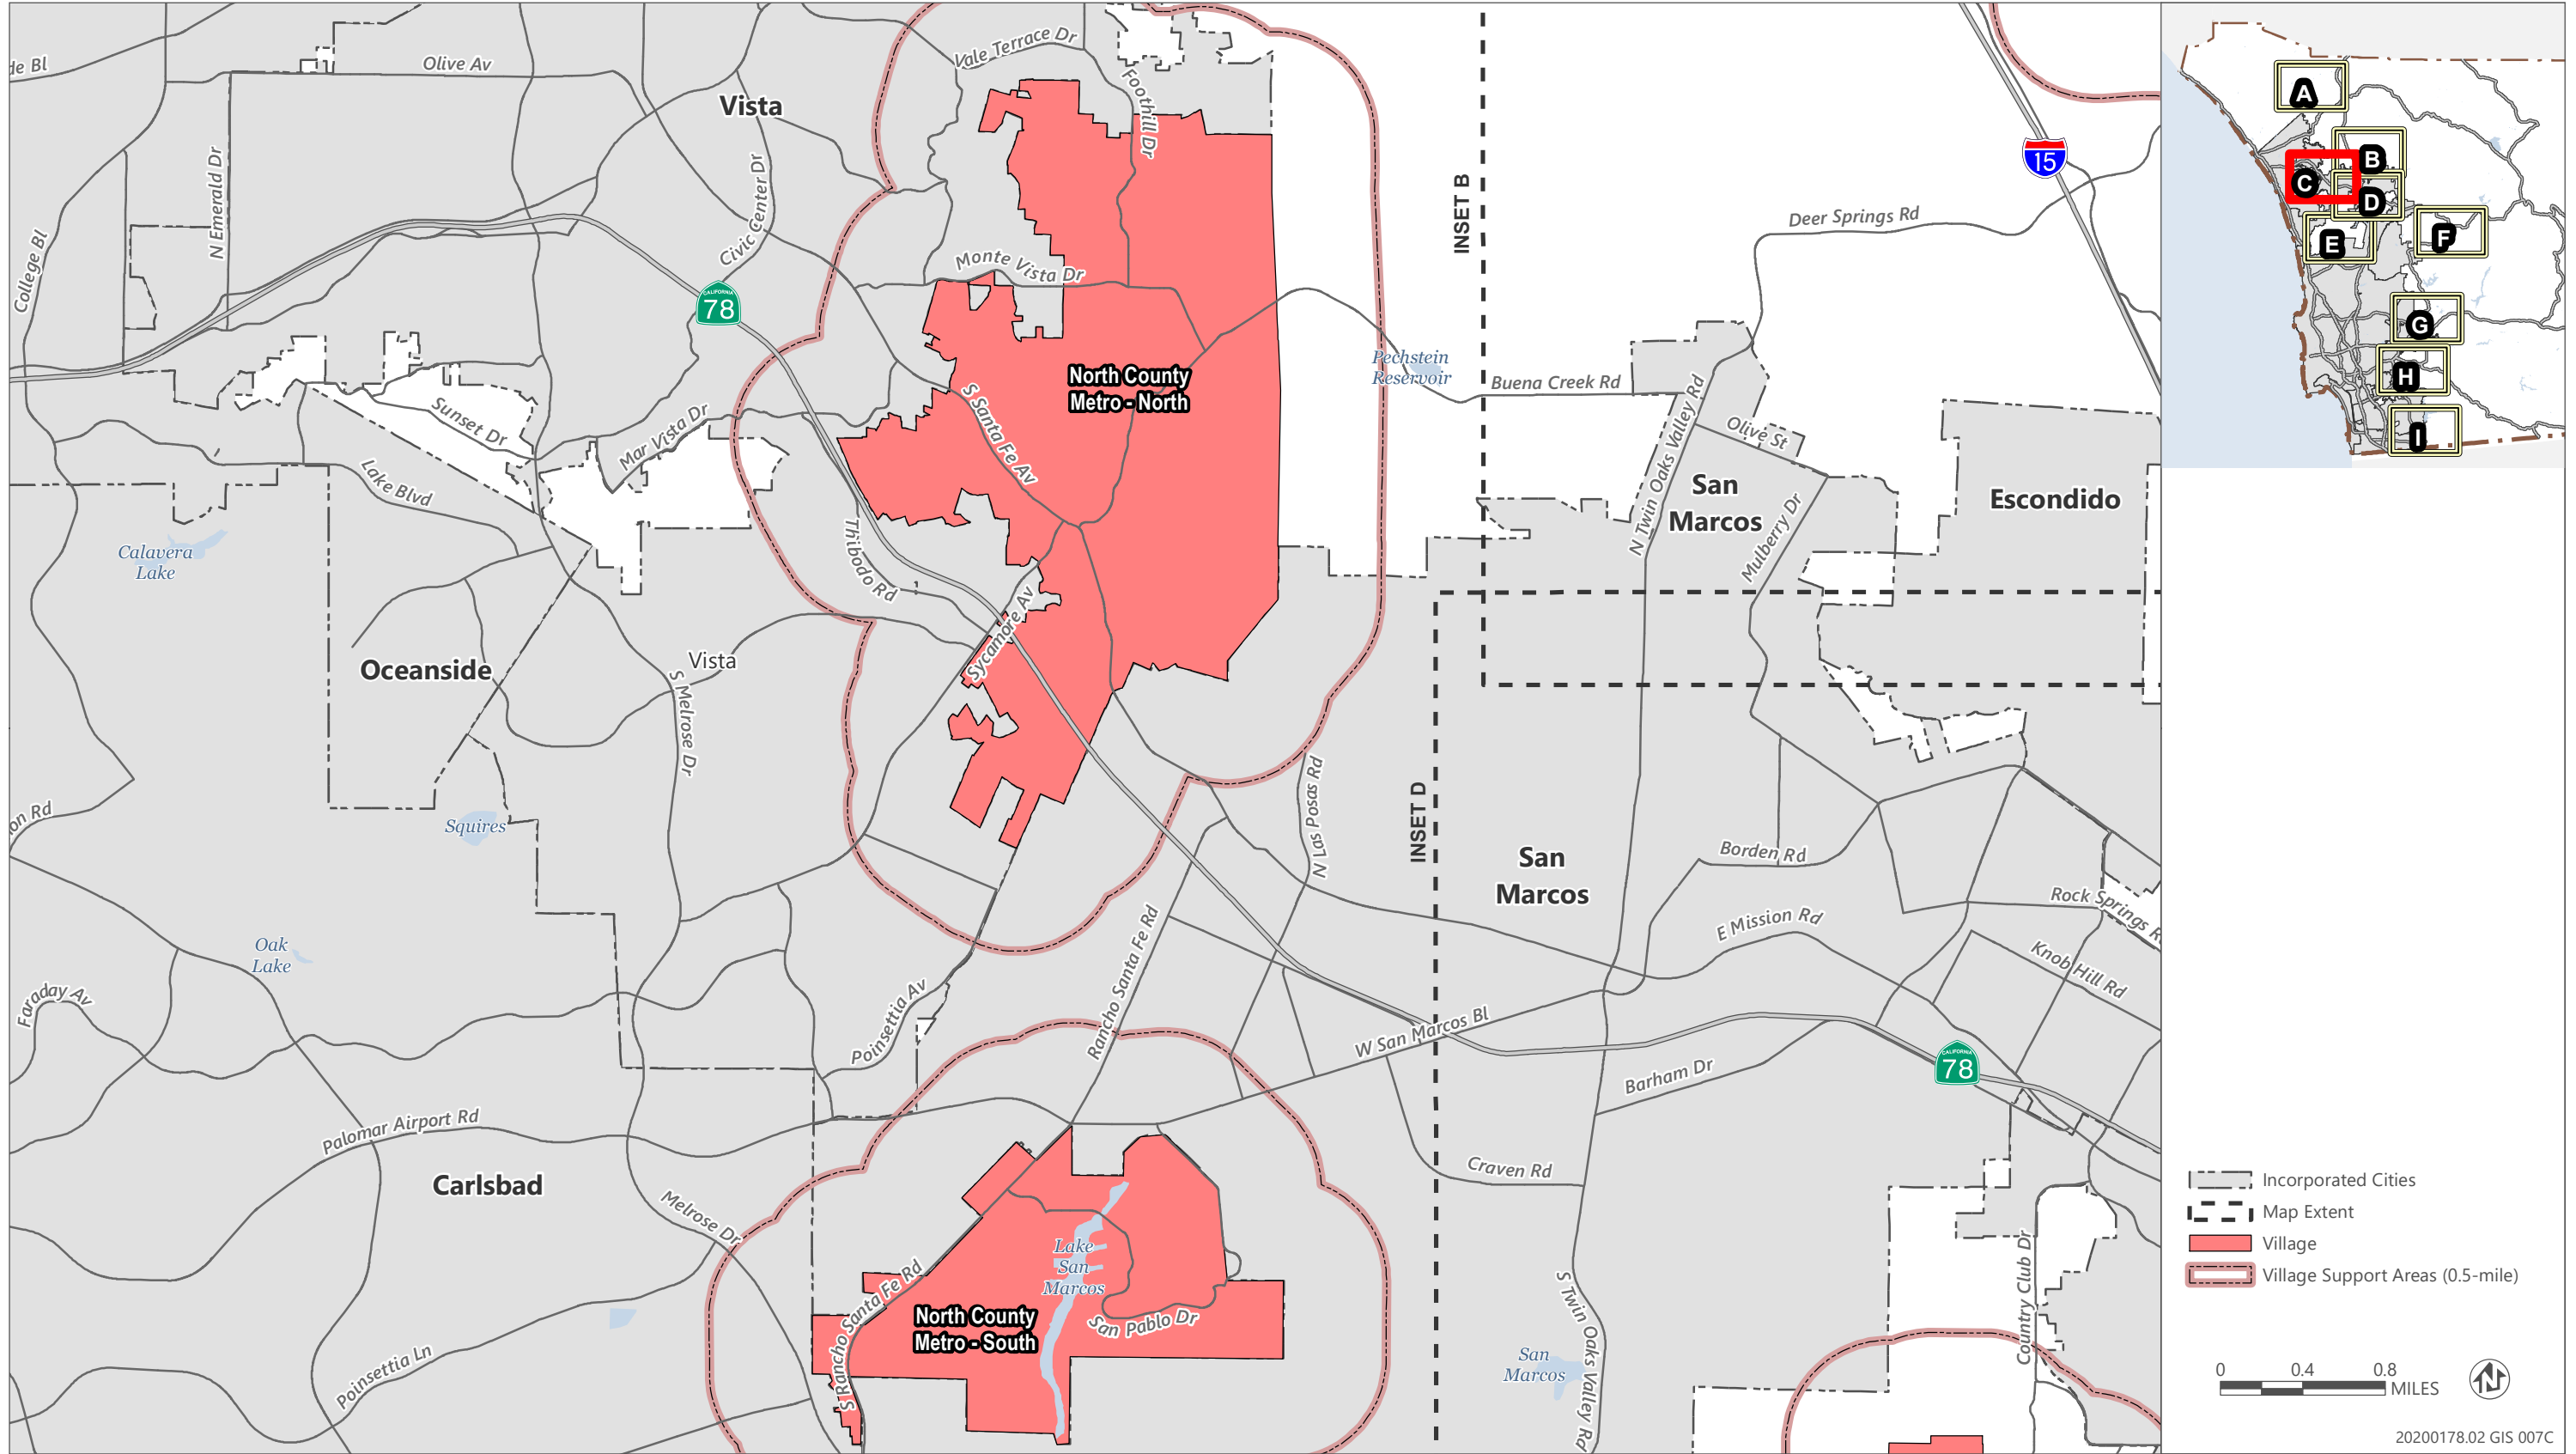 Vale Terrace Dr
Olive Av
Vista
Foothill Dr
N Emerald Dr
Civic Center Dr
College Bl
CALIFORNIA
78
Monte Vista Dr
INSET B
15
Deer Springs Rd
Pechstein
Reservoir
Buena Creek Rd
North County
Metro - North
S Santa Fe Av
Sunset Dr
Mar Vista Dr
Lake Blvd
N Twin Oaks Valley Rd
Olive St
San
Marcos
Mulberry Dr
Escondido
Calavera
Lake
Thibodo Rd
Sycamore Av
Oceanside
Vista
S Melrose Dr
Squires
N Las Posas Rd
INSET D
San
Marcos
Borden Rd
Rock Springs
E Mission Rd
Knob Hill Rd
Oak
Lake
Faraday Av
Poinsettia Av
Rancho Santa Fe Rd
W San Marcos Bl
CALIFORNIA
78
Barham Dr
Palomar Airport Rd
Carlsbad
Craven Rd
Melrose Dr
Lake
San
Marcos
Country Club Dr
S Rancho Santa Fe Rd
North County
Metro - South
San Pablo Dr
S Twin Oaks Valley Rd
San
Marcos
Poinsettia Ln
A
B
C
D
E
F
G
H
I
Incorporated Cities
Map Extent
Village
Village Support Areas (0.5-mile)
0 0.4 0.8
MILES
N
20200178.02 GIS 007C